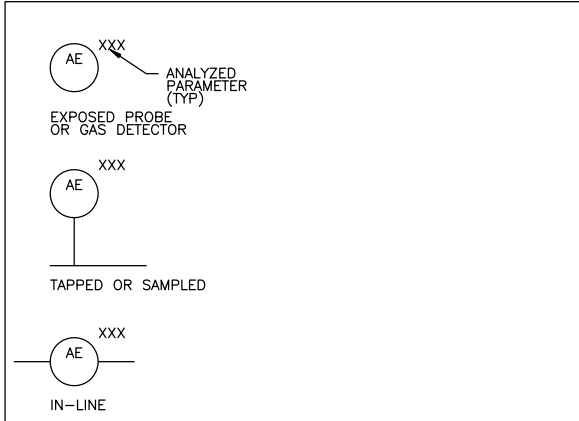 XXX
AE
ANALYZED
PARAMETER
(TYP)
EXPOSED PROBE
OR GAS DETECTOR
XXX
AE
TAPPED OR SAMPLED
XXX
AE
IN-LINE